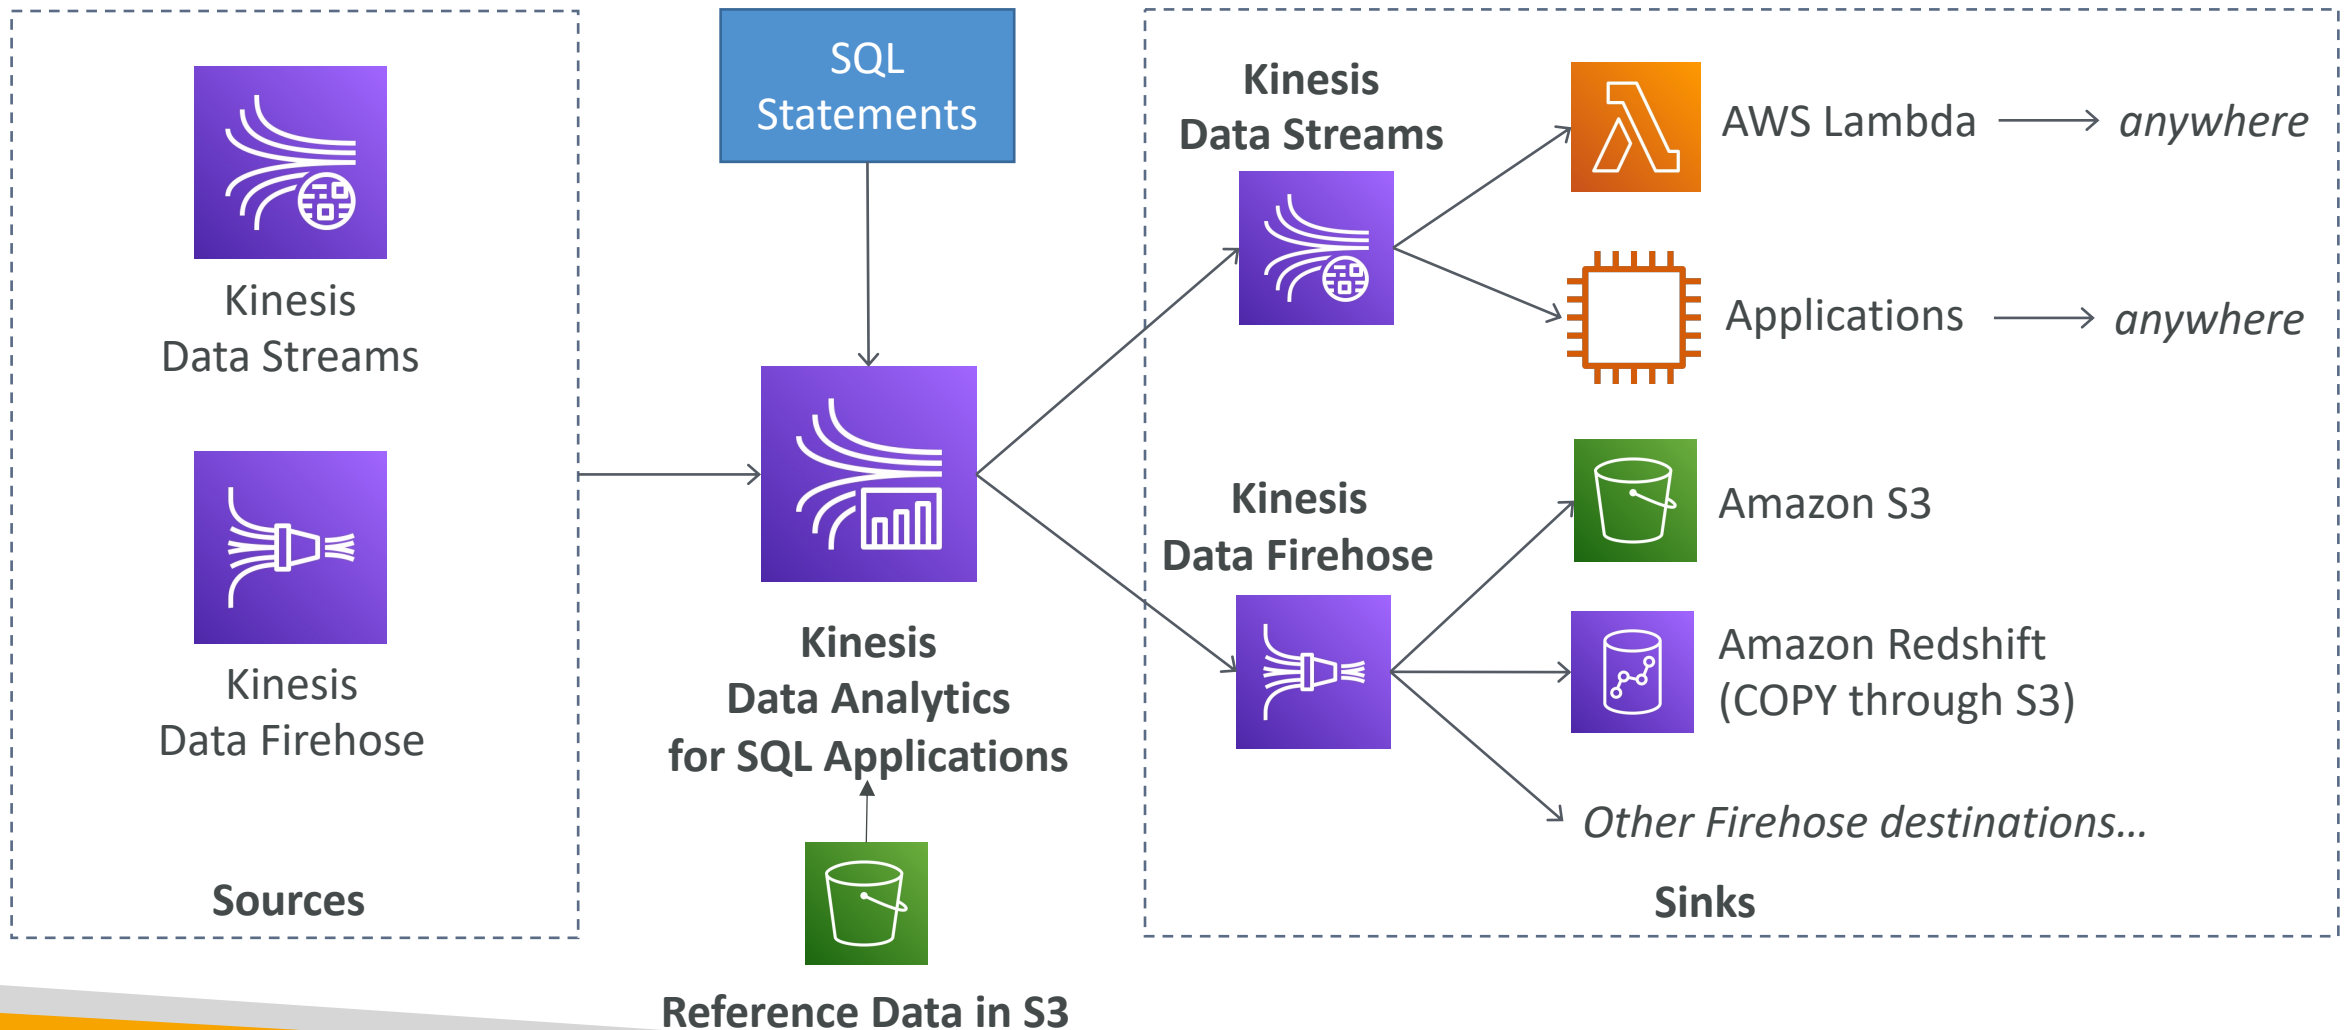 Kinesis
Data Streams
Kinesis
Data Firehose
Sources
SQL
Statements
Kinesis
Data Analytics
for SQL Applications
Reference Data in S3
Kinesis
Data Streams
AWS Lambda
anywhere
Applications
anywhere
Kinesis
Data Firehose
Amazon S3
Amazon Redshift
(COPY through S3)
Other Firehose destinations...
Sinks